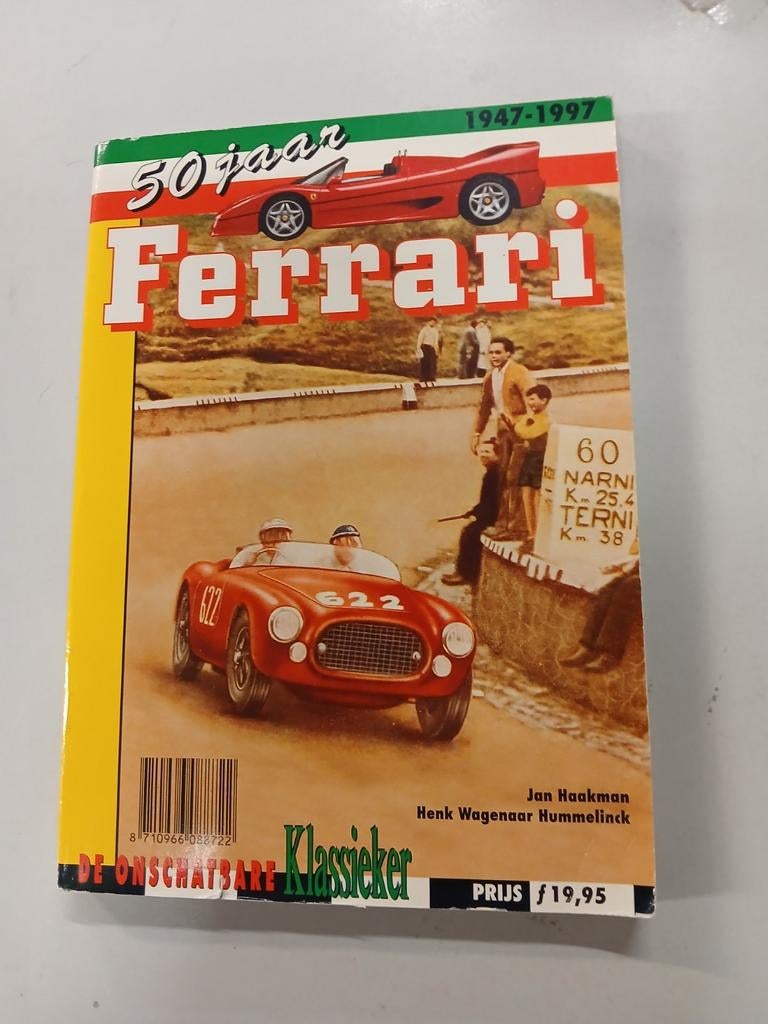 1947-1997
50 jaar
Ferrari
60
NARNI
Km 25.4
TERNI
Km 38
622
622
Jan Haakman
Henk Wagenaar Hummelinck
8 710966 088722
DE ONSCHATBARE Klassieker
PRIJS ƒ 19,95